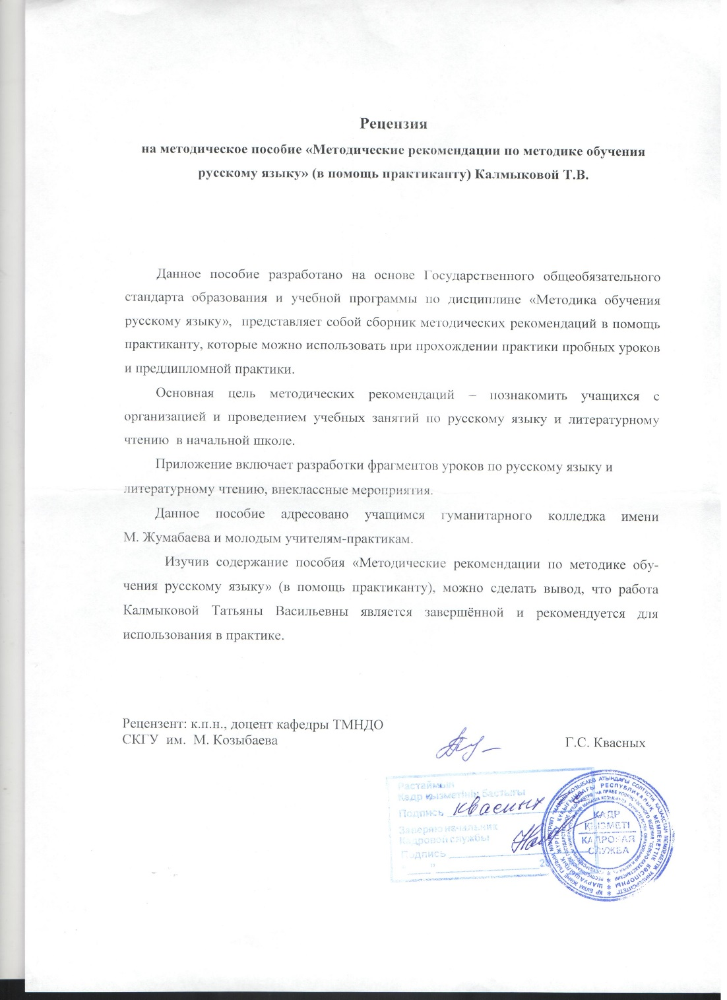 Рецензия
на методическое пособие «Методические рекомендации по методике обучения
русскому языку» (в помощь практиканту) Калмыковой Т.В.
Данное пособие разработано на основе Государственного общеобязательного
стандарта образования и учебной программы по дисциплине «Методика обучения
русскому языку», представляет собой сборник методических рекомендаций в помощь
практиканту, которые можно использовать при прохождении практики пробных уроков
и преддипломной практики.
Основная цель методических рекомендаций – познакомить учащихся с
организацией и проведением учебных занятий по русскому языку и литературному
чтению в начальной школе.
Приложение включает разработки фрагментов уроков по русскому языку и
литературному чтению, внеклассные мероприятия.
Данное пособие адресовано учащимся гуманитарного колледжа имени
М. Жумабаева и молодым учителям-практикам.
Изучив содержание пособия «Методические рекомендации по методике обу-
чения русскому языку» (в помощь практиканту), можно сделать вывод, что работа
Калмыковой Татьяны Васильевны является завершённой и рекомендуется для
использования в практике.
Рецензент: к.п.н., доцент кафедры ТМНДО
СКГУ им. М. Козыбаева Г.С. Квасных
Растаймын
Кадр қызметінің бастығы
Подпись Квасных
Заверяю начальник
Кадровой службы
Подпись
20
КАДР
ҚЫЗМЕТІ
КАДРОВАЯ
СЛУЖБА